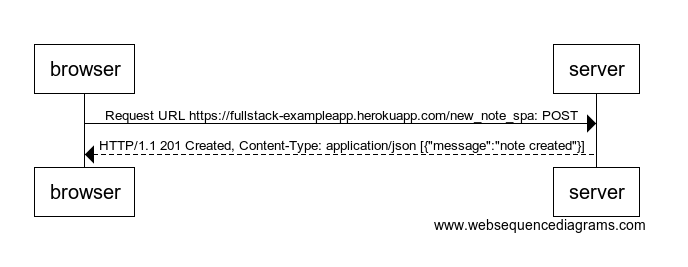 browser
server
Request URL https://fullstack-exampleapp.herokuapp.com/new_note_spa: POST
HTTP/1.1 201 Created, Content-Type: application/json [{"message":"note created"}]
browser
server
www.websequencediagrams.com